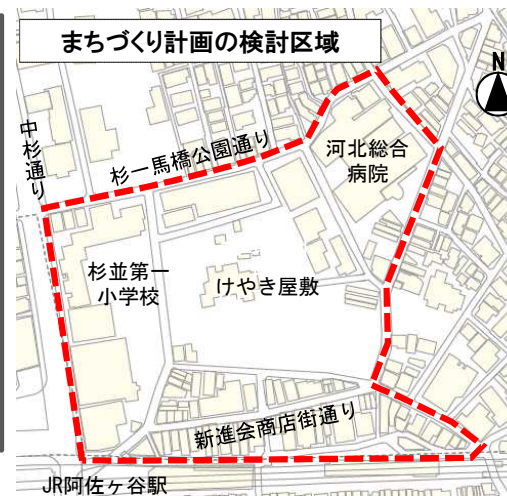 まちづくり計画の検討区域
N
中杉通り
杉一馬橋公園通り
河北総合
病院
杉並第一
小学校
けやき屋敷
新進会商店街通り
JR阿佐ヶ谷駅